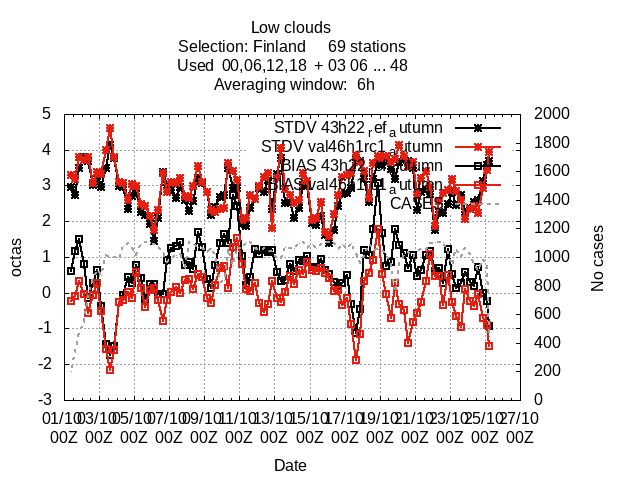 Low clouds
Selection: Finland 69 stations
Used 00,06,12,18 + 03 06 ... 48
Averaging window: 6h
STDV 43h22_ref_autumn
STDV val46h1rc1_autumn
BIAS 43h22_ref_autumn
BIAS val46h1rc1_autumn
CASES
octas
No cases
5
4
3
2
1
0
-1
-2
-3
2000
1800
1600
1400
1200
1000
800
600
400
200
0
01/10 03/10 05/10 07/10 09/10 11/10 13/10 15/10 17/10 19/10 21/10 23/10 25/10 27/10
00Z 00Z 00Z 00Z 00Z 00Z 00Z 00Z 00Z 00Z 00Z 00Z 00Z 00Z
Date